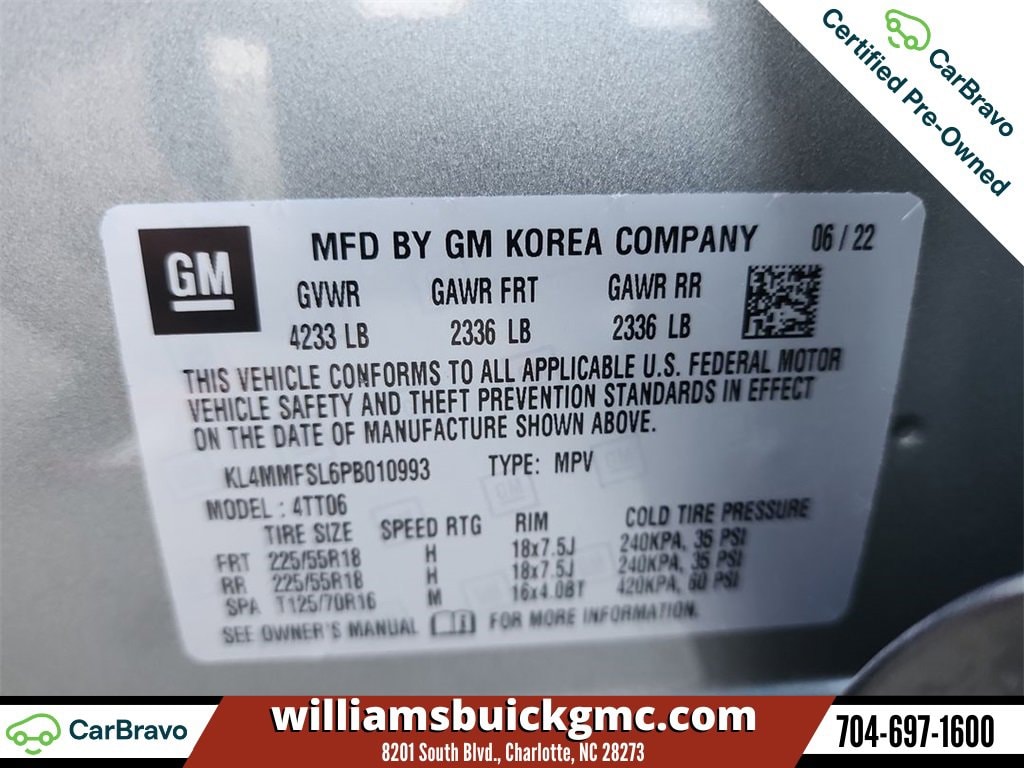 CarBravo
Certified Pre-Owned
GM
MFD BY GM KOREA COMPANY 06/22
GVWR GAWR FRT GAWR RR
4233 LB 2336 LB 2336 LB
THIS VEHICLE CONFORMS TO ALL APPLICABLE U.S. FEDERAL MOTOR
VEHICLE SAFETY AND THEFT PREVENTION STANDARDS IN EFFECT
ON THE DATE OF MANUFACTURE SHOWN ABOVE.
KL4MMFSL6PB010993 TYPE: MPV
MODEL : 4TT06
TIRE SIZE SPEED RTG RIM COLD TIRE PRESSURE
FRT 225/55R18 H 18x7.5J 240KPA, 35 PSI
RR 225/55R18 H 18x7.5J 240KPA, 35 PSI
SPA T125/70R16 M 16x4.0BT 420KPA, 60 PSI
SEE OWNER'S MANUAL FOR MORE INFORMATION.
CarBravo
williamsbuickgmc.com
8201 South Blvd., Charlotte, NC 28273
704-697-1600